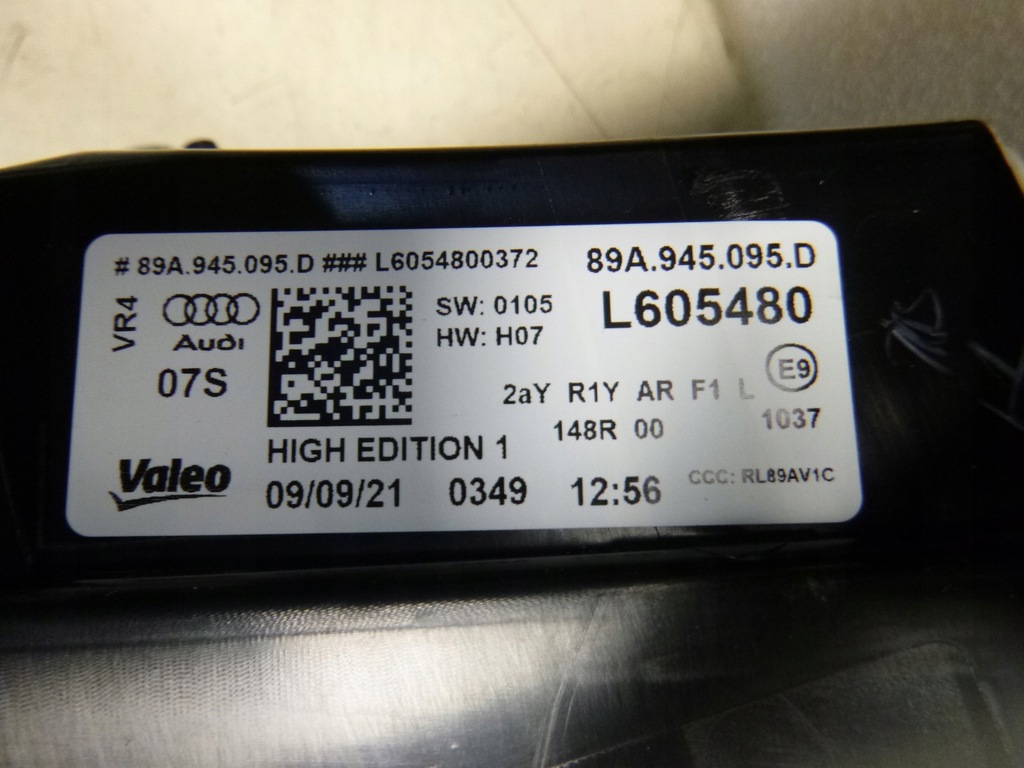 # 89A.945.095.D ### L6054800372
89A.945.095.D
VR4
Audi
07S
SW: 0105
HW: H07
L605480
2aY R1Y AR F1 L
E9
148R 00
1037
HIGH EDITION 1
Valeo
09/09/21 0349 12:56
CCC: RL89AV1C